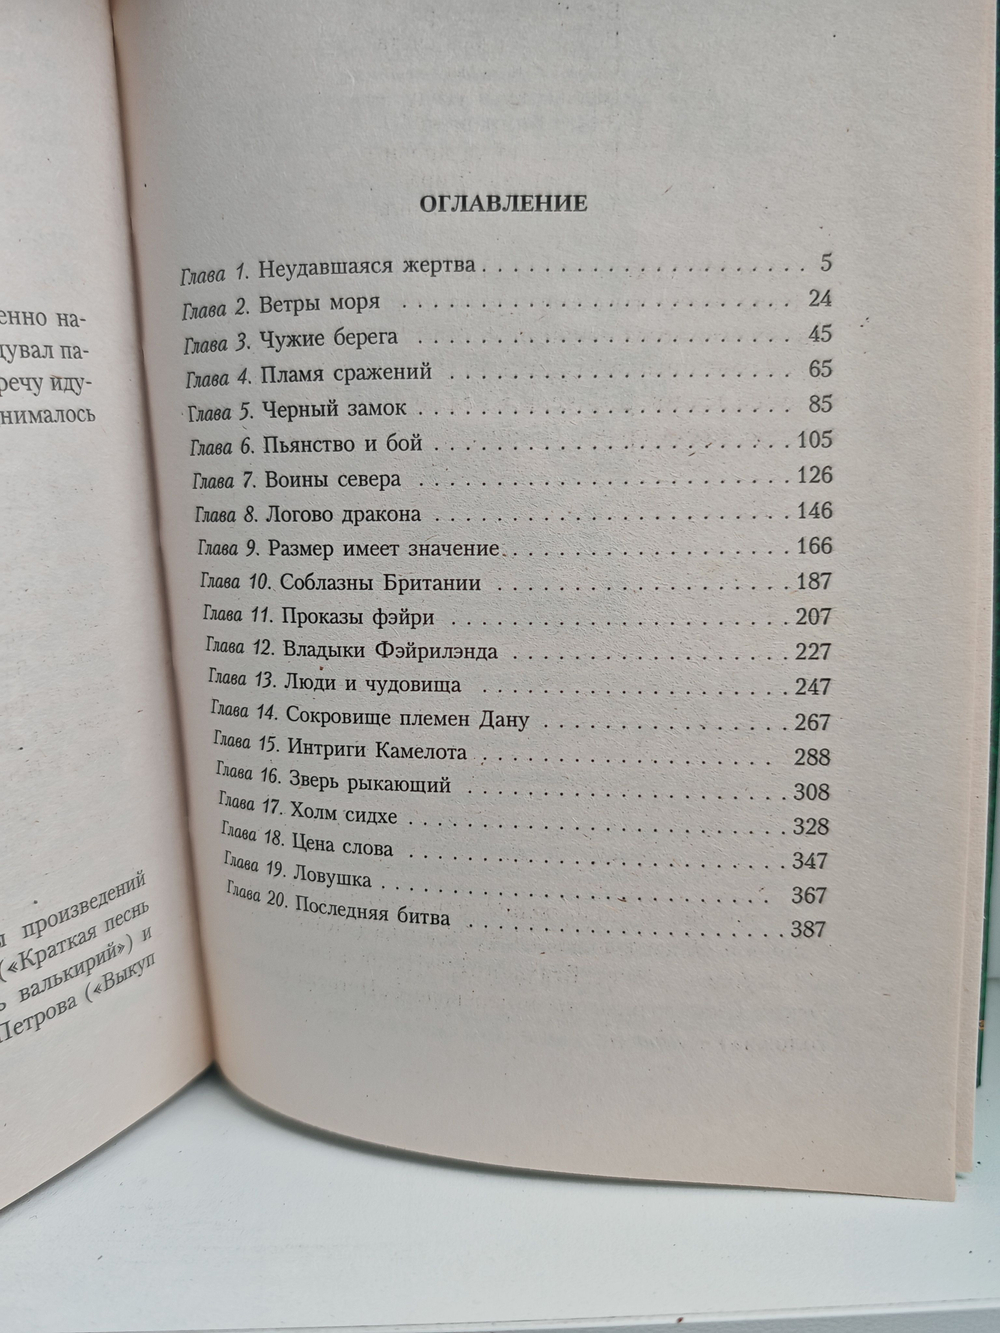 енно на-
дувал па-
речу иду-
нималось
произведений
(«Краткая песнь
валькирий») и
Петрова («Выкуп
ОГЛАВЛЕНИЕ
Глава 1. Неудавшаяся жертва . . . . . . . . . . . . . . . . . . . . . . 5
Глава 2. Ветры моря . . . . . . . . . . . . . . . . . . . . . . . . . . . 24
Глава 3. Чужие берега . . . . . . . . . . . . . . . . . . . . . . . . . . 45
Глава 4. Пламя сражений . . . . . . . . . . . . . . . . . . . . . . . . 65
Глава 5. Черный замок . . . . . . . . . . . . . . . . . . . . . . . . . . 85
Глава 6. Пьянство и бой . . . . . . . . . . . . . . . . . . . . . . . . 105
Глава 7. Воины севера . . . . . . . . . . . . . . . . . . . . . . . . . 126
Глава 8. Логово дракона . . . . . . . . . . . . . . . . . . . . . . . . 146
Глава 9. Размер имеет значение . . . . . . . . . . . . . . . . . . . 166
Глава 10. Соблазны Британии . . . . . . . . . . . . . . . . . . . . 187
Глава 11. Проказы фэйри . . . . . . . . . . . . . . . . . . . . . . . 207
Глава 12. Владыки Фэйрилэнда . . . . . . . . . . . . . . . . . . . 227
Глава 13. Люди и чудовища . . . . . . . . . . . . . . . . . . . . . 247
Глава 14. Сокровище племен Дану . . . . . . . . . . . . . . . . . 267
Глава 15. Интриги Камелота . . . . . . . . . . . . . . . . . . . . . 288
Глава 16. Зверь рыкающий . . . . . . . . . . . . . . . . . . . . . . 308
Глава 17. Холм сидхе . . . . . . . . . . . . . . . . . . . . . . . . . . 328
Глава 18. Цена слова . . . . . . . . . . . . . . . . . . . . . . . . . . 347
Глава 19. Ловушка . . . . . . . . . . . . . . . . . . . . . . . . . . . . 367
Глава 20. Последняя битва . . . . . . . . . . . . . . . . . . . . . . 387